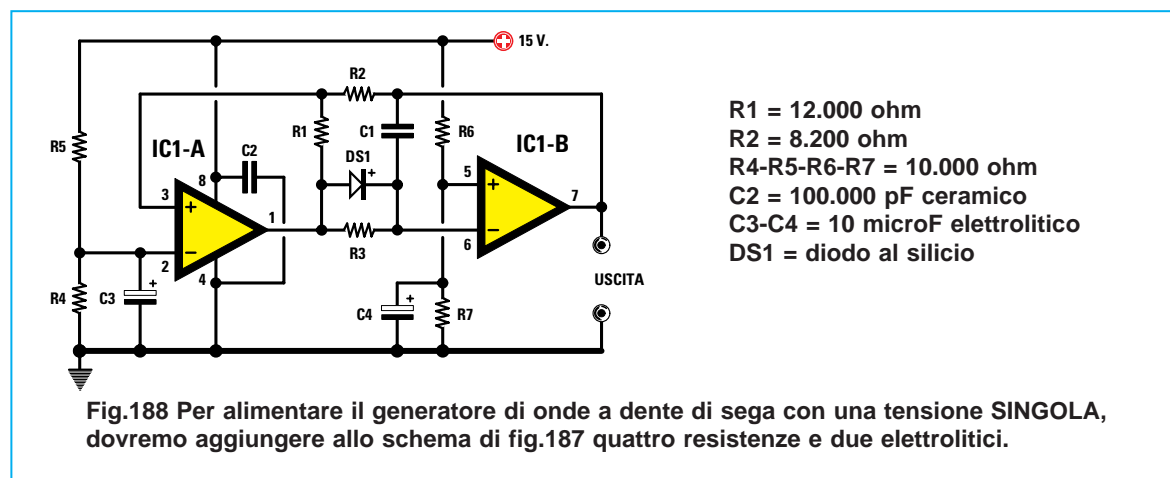 15 V.
R2
R5
R1
C1
R6
IC1-A
IC1-B
C2
DS1
+
8
5
3
+
+
1
7
R3
-
-
6
2
4
USCITA
R4
C3
+
C4
+
R7
R1 = 12.000 ohm
R2 = 8.200 ohm
R4-R5-R6-R7 = 10.000 ohm
C2 = 100.000 pF ceramico
C3-C4 = 10 microF elettrolitico
DS1 = diodo al silicio
Fig.188 Per alimentare il generatore di onde a dente di sega con una tensione SINGOLA,
dovremo aggiungere allo schema di fig.187 quattro resistenze e due elettrolitici.